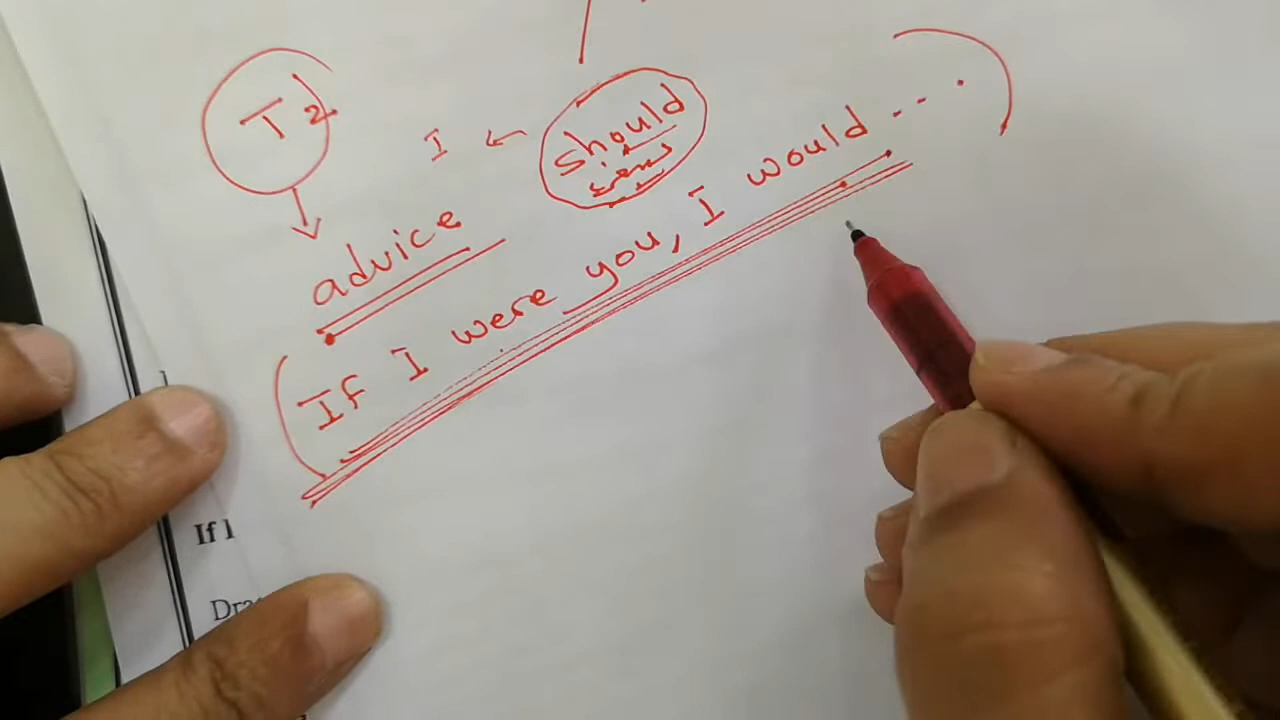 T2
I ← should
advice
If I were you, I would ....
If I